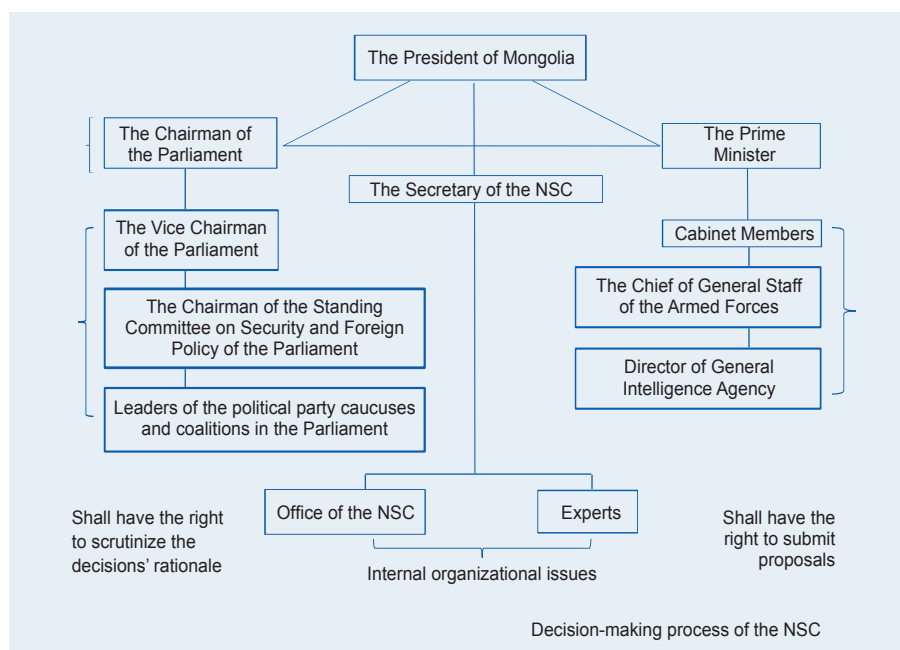 The President of Mongolia
The Chairman of
the Parliament
The Prime
Minister
The Secretary of the NSC
The Vice Chairman
of the Parliament
Cabinet Members
The Chairman of the Standing
Committee on Security and Foreign
Policy of the Parliament
The Chief of General Staff
of the Armed Forces
Director of General
Intelligence Agency
Leaders of the political party caucuses
and coalitions in the Parliament
Office of the NSC
Experts
Shall have the right
to scrutinize the
decisions’ rationale
Shall have the
right to submit
proposals
Internal organizational issues
Decision-making process of the NSC